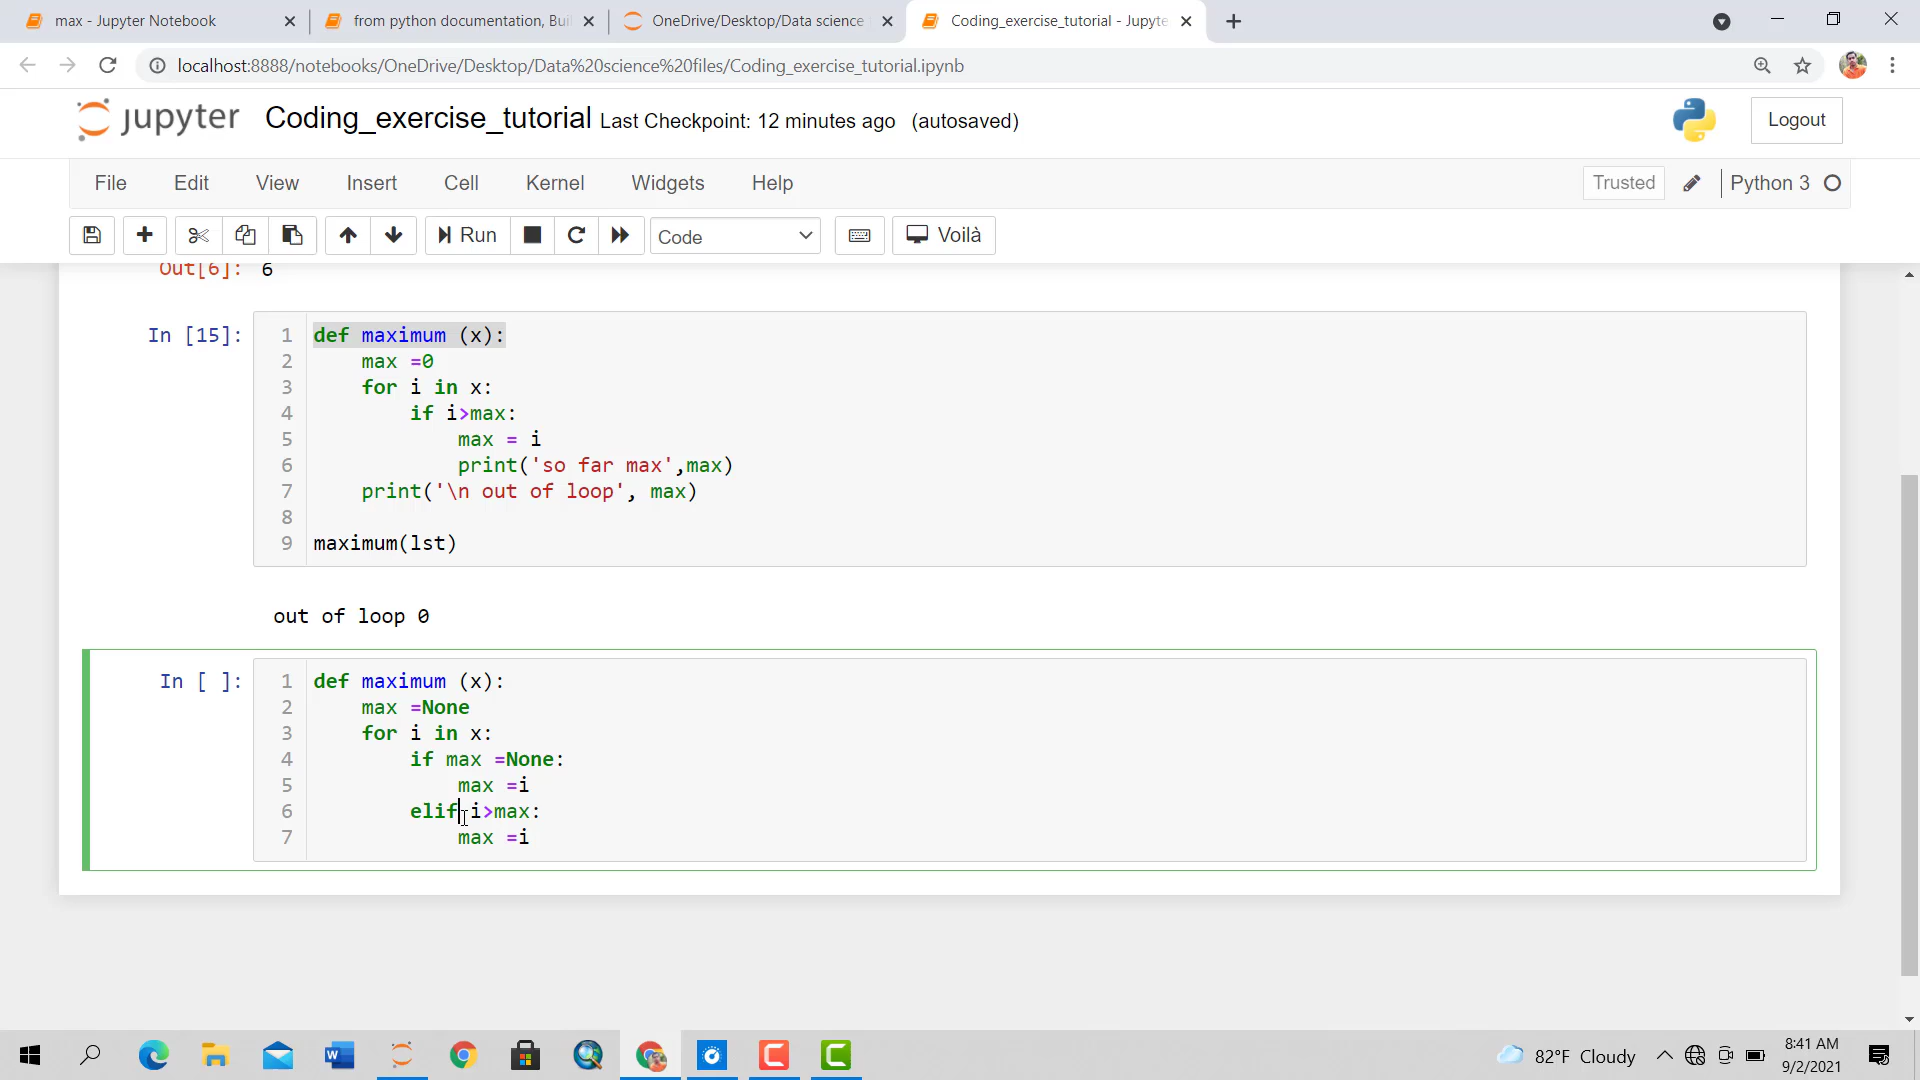 max - Jupyter Notebook
from python documentation, Bui
OneDrive/Desktop/Data science
Coding_exercise_tutorial - Jupyte
localhost:8888/notebooks/OneDrive/Desktop/Data%20science%20files/Coding_exercise_tutorial.ipynb
jupyter Coding_exercise_tutorial Last Checkpoint: 12 minutes ago (autosaved)
Logout
File Edit View Insert Cell Kernel Widgets Help
Trusted
Python 3
Run
Code
Voilà
Out[6]: 6
In [15]:
1 def maximum (x):
2     max =0
3     for i in x:
4         if i>max:
5             max = i
6             print('so far max',max)
7     print('\n out of loop', max)
8
9 maximum(lst)
out of loop 0
In [ ]:
1 def maximum (x):
2     max =None
3     for i in x:
4         if max =None:
5             max =i
6         elif i>max:
7             max =i
82°F Cloudy
8:41 AM
9/2/2021